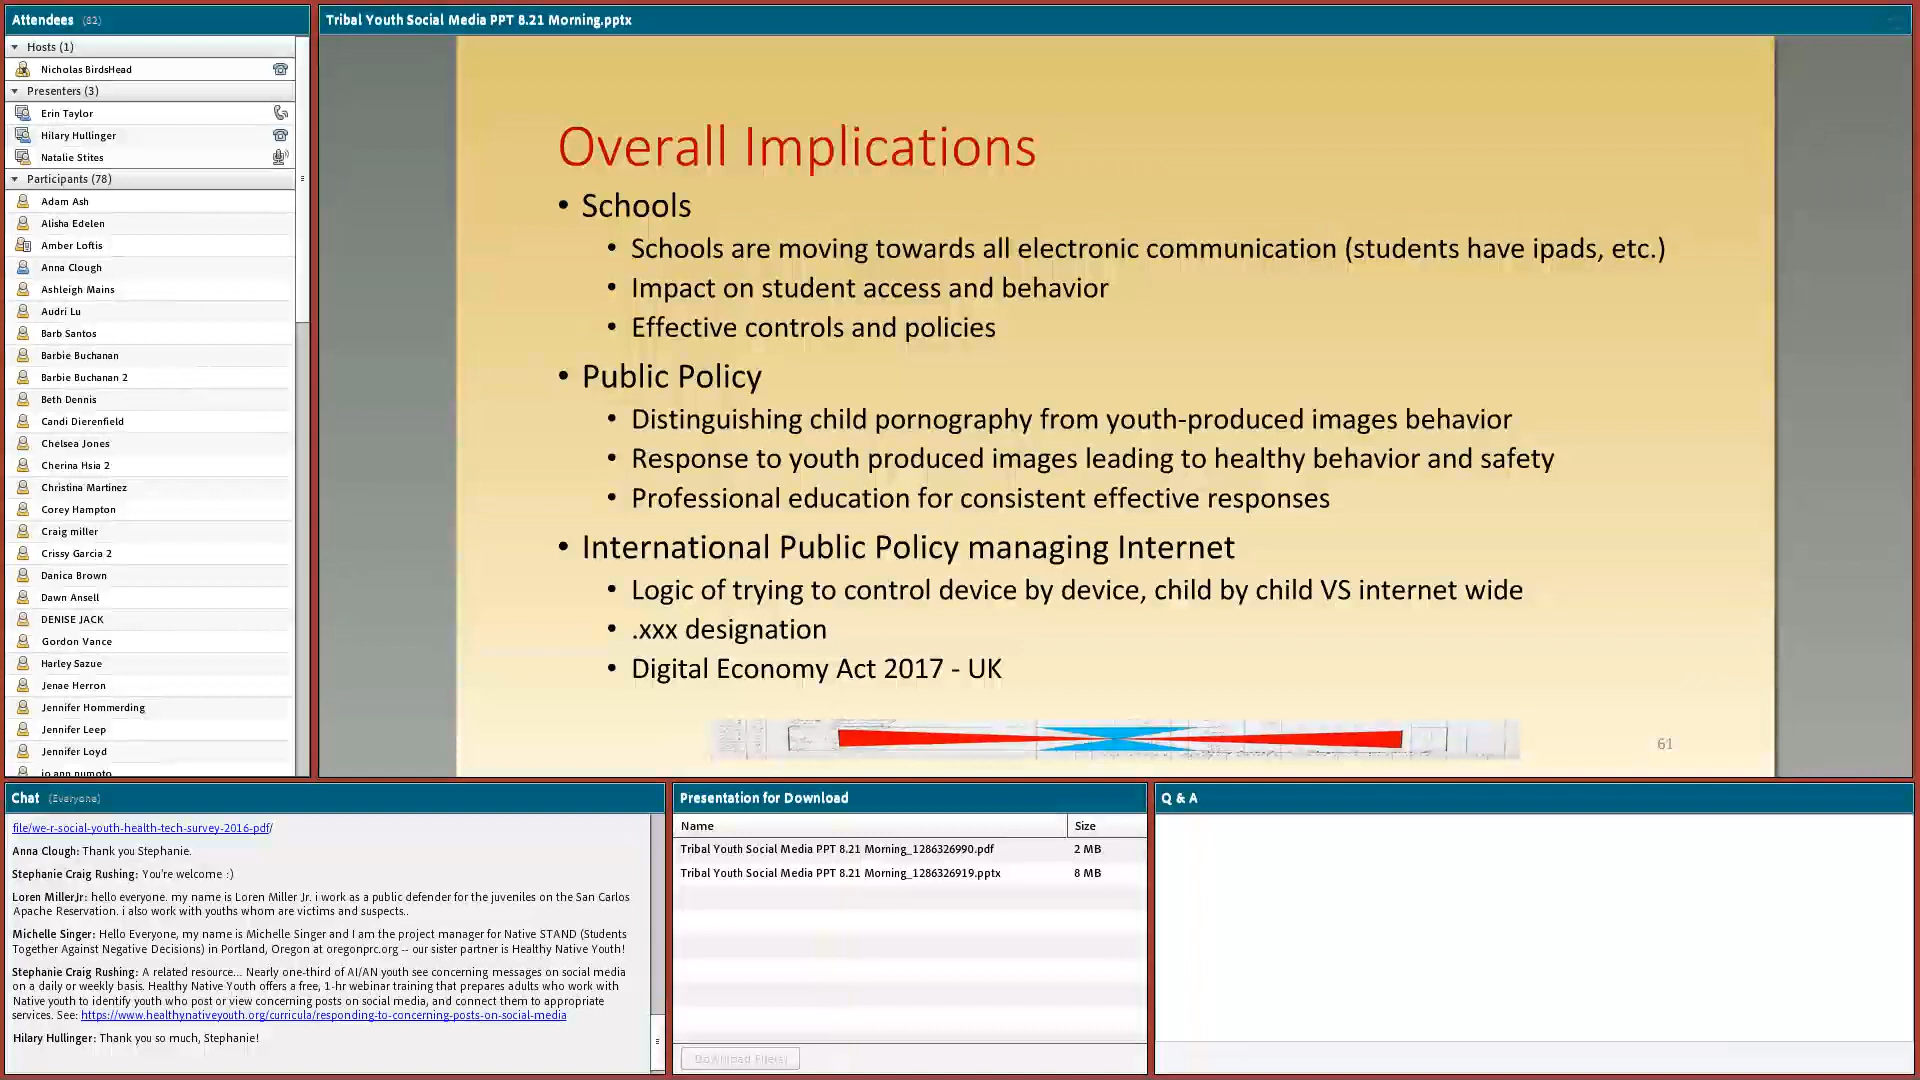 Attendees (82)
Hosts (1)
Nicholas BirdsHead
Presenters (3)
Erin Taylor
Hilary Hullinger
Natalie Stites
Participants (78)
Adam Ash
Alisha Edelen
Amber Loftis
Anna Clough
Ashleigh Mains
Audri Lu
Barb Santos
Barbie Buchanan
Barbie Buchanan 2
Beth Dennis
Candi Dierenfield
Chelsea Jones
Cherina Hsia 2
Christina Martinez
Corey Hampton
Craig miller
Crissy Garcia 2
Danica Brown
Dawn Ansell
DENISE JACK
Gordon Vance
Harley Sazue
Jenae Herron
Jennifer Hommerding
Jennifer Leep
Jennifer Loyd
jo ann numoto
Tribal Youth Social Media PPT 8.21 Morning.pptx
Overall Implications
• Schools
• Schools are moving towards all electronic communication (students have ipads, etc.)
• Impact on student access and behavior
• Effective controls and policies
• Public Policy
• Distinguishing child pornography from youth-produced images behavior
• Response to youth produced images leading to healthy behavior and safety
• Professional education for consistent effective responses
• International Public Policy managing Internet
• Logic of trying to control device by device, child by child VS internet wide
• .xxx designation
• Digital Economy Act 2017 - UK
61
Chat (Everyone)
file/we-r-social-youth-health-tech-survey-2016-pdf/
Anna Clough: Thank you Stephanie.
Stephanie Craig Rushing: You're welcome :)
Loren MillerJr: hello everyone. my name is Loren Miller Jr. i work as a public defender for the juveniles on the San Carlos
Apache Reservation. i also work with youths whom are victims and suspects..
Michelle Singer: Hello Everyone, my name is Michelle Singer and I am the project manager for Native STAND (Students
Together Against Negative Decisions) in Portland, Oregon at oregonprc.org -- our sister partner is Healthy Native Youth!
Stephanie Craig Rushing: A related resource... Nearly one-third of AI/AN youth see concerning messages on social media
on a daily or weekly basis. Healthy Native Youth offers a free, 1-hr webinar training that prepares adults who work with
Native youth to identify youth who post or view concerning posts on social media, and connect them to appropriate
services. See: https://www.healthynativeyouth.org/curricula/responding-to-concerning-posts-on-social-media
Hilary Hullinger: Thank you so much, Stephanie!
Presentation for Download
Name Size
Tribal Youth Social Media PPT 8.21 Morning_1286326990.pdf 2 MB
Tribal Youth Social Media PPT 8.21 Morning_1286326919.pptx 8 MB
Download File(s)
Q & A